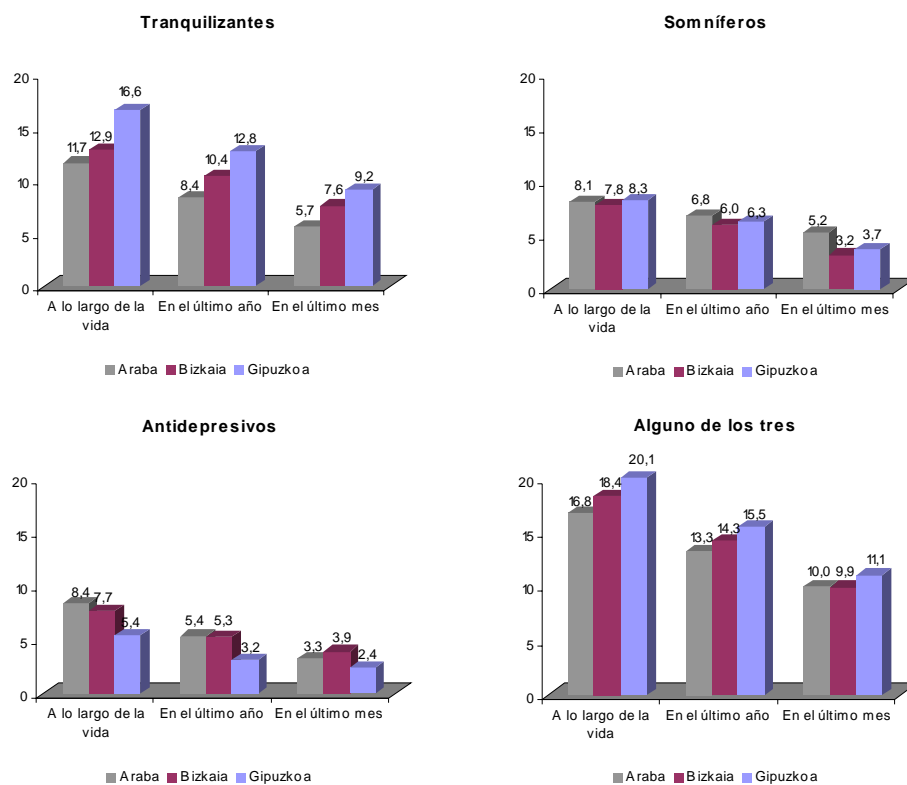 Tranquilizantes
20
15
10
5
0
11,7 12,9 16,6
8,4 10,4 12,8
5,7 7,6 9,2
A lo largo de la vida
En el último año
En el último mes
Araba Bizkaia Gipuzkoa
Somníferos
20
15
10
5
0
8,1 7,8 8,3
6,8 6,0 6,3
5,2 3,2 3,7
A lo largo de la vida
En el último año
En el último mes
Araba Bizkaia Gipuzkoa
Antidepresivos
20
15
10
5
0
8,4 7,7 5,4
5,4 5,3 3,2
3,3 3,9 2,4
A lo largo de la vida
En el último año
En el último mes
Araba Bizkaia Gipuzkoa
Alguno de los tres
20
15
10
5
0
16,8 18,4 20,1
13,3 14,3 15,5
10,0 9,9 11,1
A lo largo de la vida
En el último año
En el último mes
Araba Bizkaia Gipuzkoa